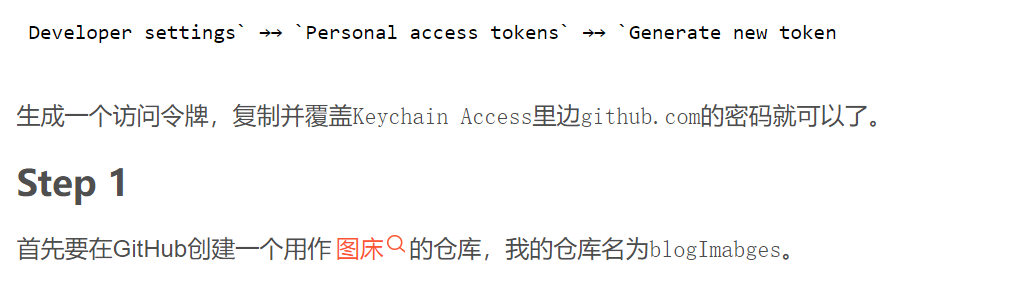 Developer settings` →→ `Personal access tokens` →→ `Generate new token
生成一个访问令牌，复制并覆盖Keychain Access里边github.com的密码就可以了。
Step 1
首先要在GitHub创建一个用作图床的仓库，我的仓库名为blogImabges。